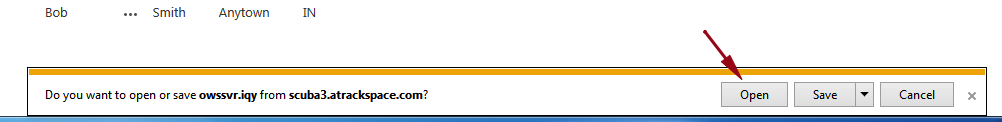 Bob ... Smith Anytown IN
Do you want to open or save owssvr.iqy from scuba3.atrackspace.com? Open Save Cancel ×